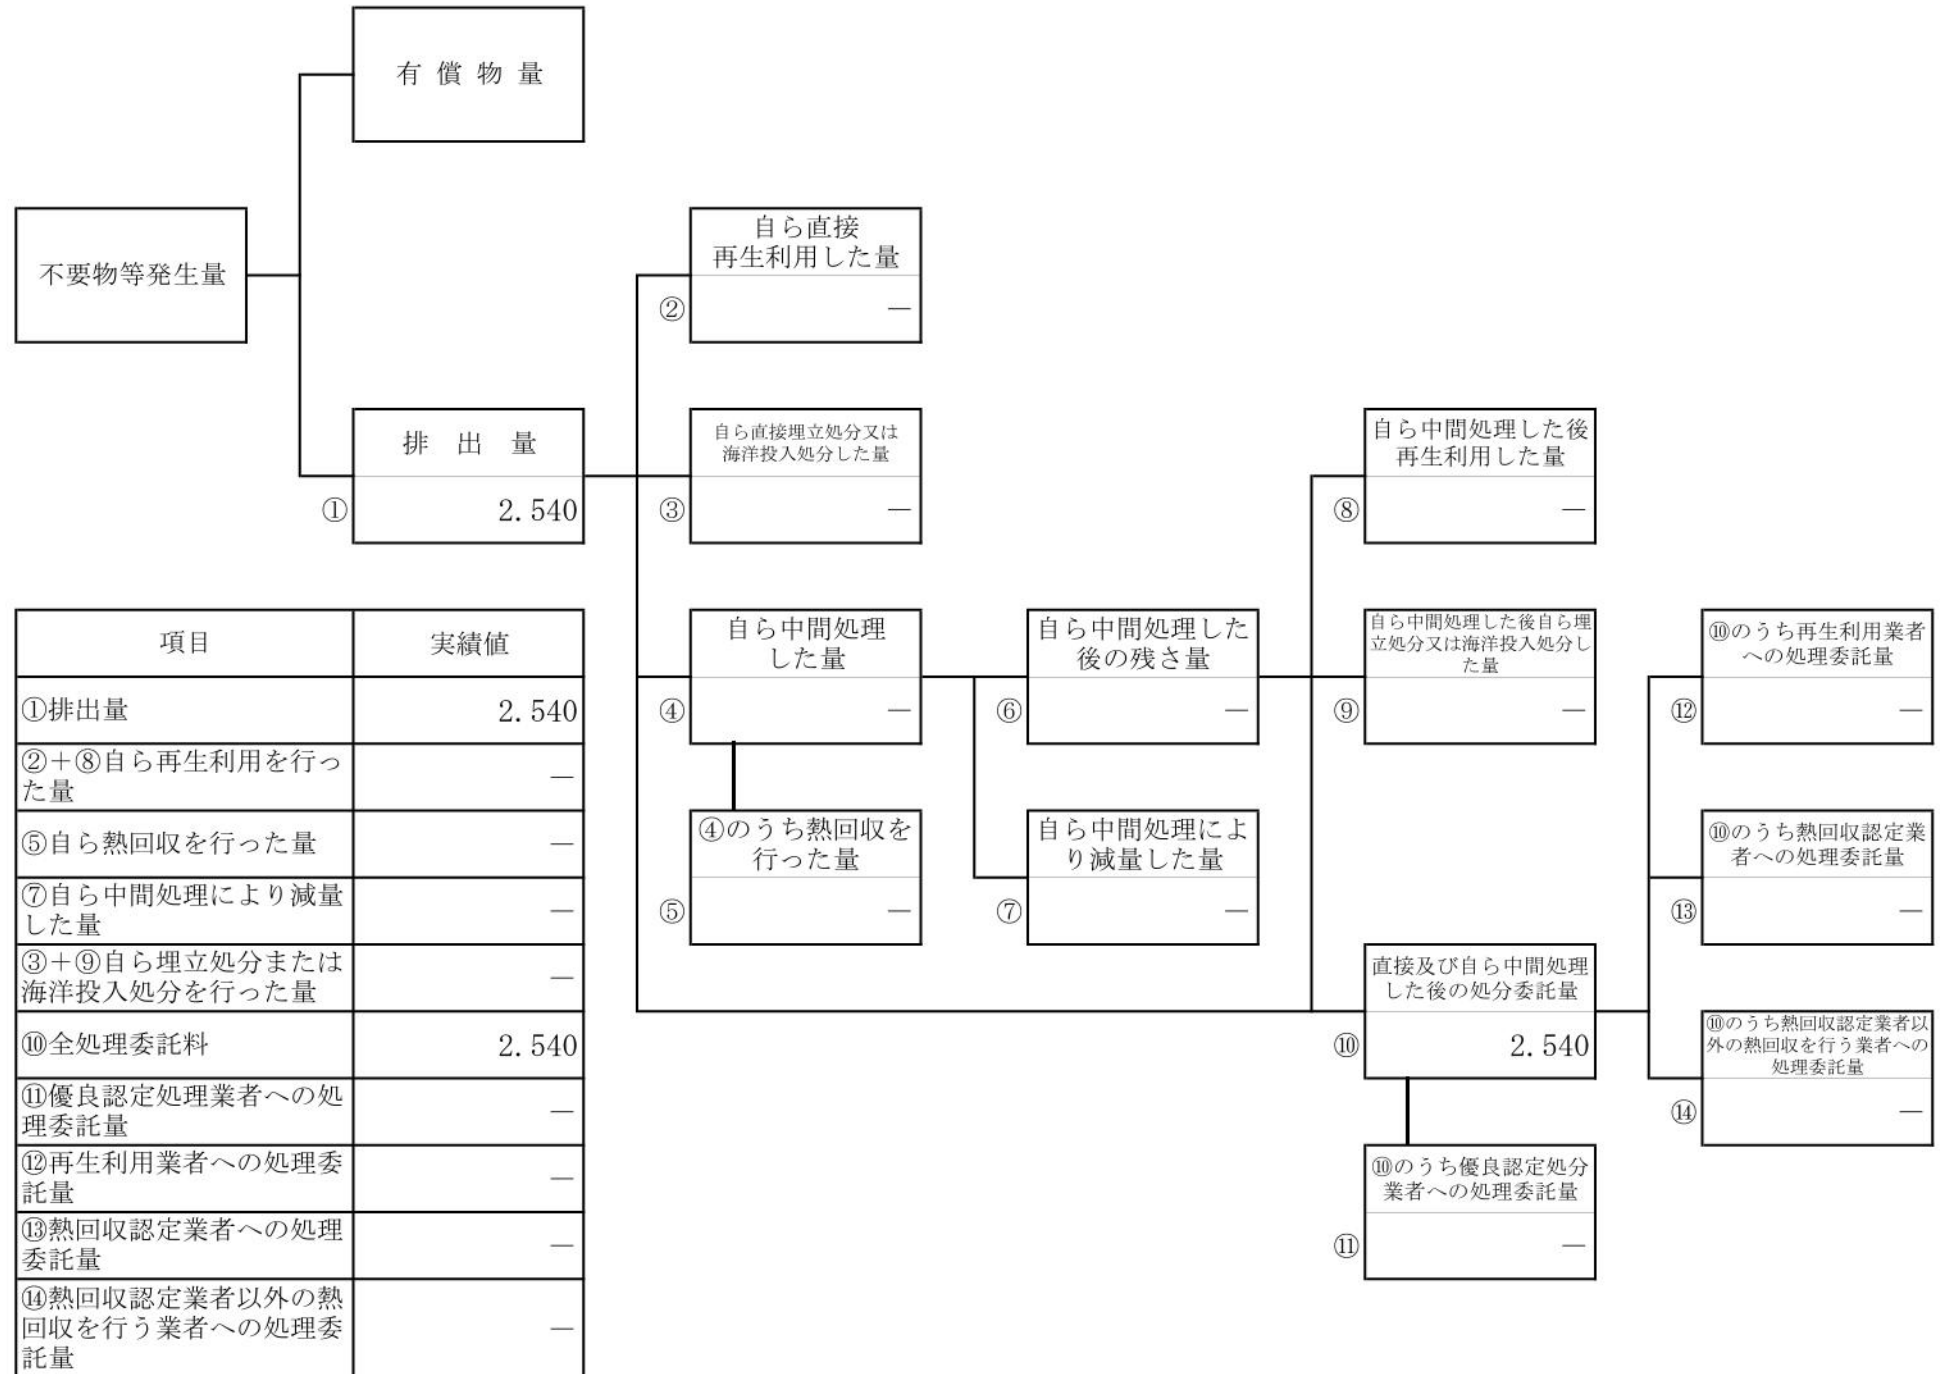 有 償 物 量
不要物等発生量
自ら直接
再生利用した量
②
―
排 出 量
①
2.540
自ら直接埋立処分又は
海洋投入処分した量
③
―
自ら中間処理した後
再生利用した量
⑧
―
自ら中間処理
した量
④
―
自ら中間処理した
後の残さ量
⑥
―
自ら中間処理した後自ら埋
立処分又は海洋投入処分し
た量
⑨
―
⑩のうち再生利用業者
への処理委託量
⑫
―
④のうち熱回収を
行った量
⑤
―
自ら中間処理によ
り減量した量
⑦
―
⑩のうち熱回収認定業
者への処理委託量
⑬
―
直接及び自ら中間処理
した後の処分委託量
⑩
2.540
⑩のうち熱回収認定業者以
外の熱回収を行う業者への
処理委託量
⑭
―
⑩のうち優良認定処分
業者への処理委託量
⑪
―
項目 実績値
①排出量 2.540
②＋⑧自ら再生利用を行っ
た量
―
⑤自ら熱回収を行った量 ―
⑦自ら中間処理により減量
した量
―
③＋⑨自ら埋立処分または
海洋投入処分を行った量
―
⑩全処理委託料 2.540
⑪優良認定処理業者への処
理委託量
―
⑫再生利用業者への処理委
託量
―
⑬熱回収認定業者への処理
委託量
―
⑭熱回収認定業者以外の熱
回収を行う業者への処理委
託量
―